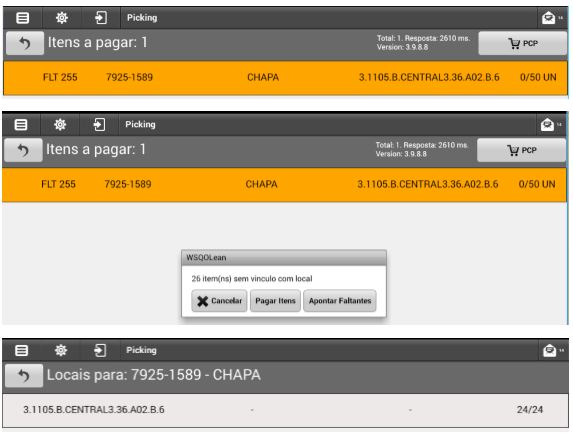 Picking 14
Itens a pagar: 1
Total: 1. Resposta: 2610 ms.
Version: 3.9.8.8
PCP
FLT 255 7925-1589 CHAPA 3.1105.B.CENTRAL3.36.A02.B.6 0/50 UN
Picking 14
Itens a pagar: 1
Total: 1. Resposta: 2610 ms.
Version: 3.9.8.8
PCP
FLT 255 7925-1589 CHAPA 3.1105.B.CENTRAL3.36.A02.B.6 0/50 UN
WSQOLean
26 item(ns) sem vinculo com local
Cancelar Pagar Itens Apontar Faltantes
Picking 14
Locais para: 7925-1589 - CHAPA
3.1105.B.CENTRAL3.36.A02.B.6 - - 24/24